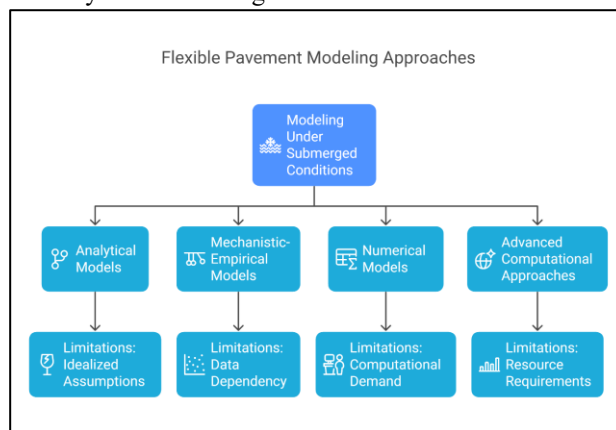 Flexible Pavement Modeling Approaches
Modeling
Under
Submerged
Conditions
Analytical
Models
Mechanistic-
Empirical
Models
Numerical
Models
Advanced
Computational
Approaches
Limitations:
Idealized
Assumptions
Limitations:
Data
Dependency
Limitations:
Computational
Demand
Limitations:
Resource
Requirements